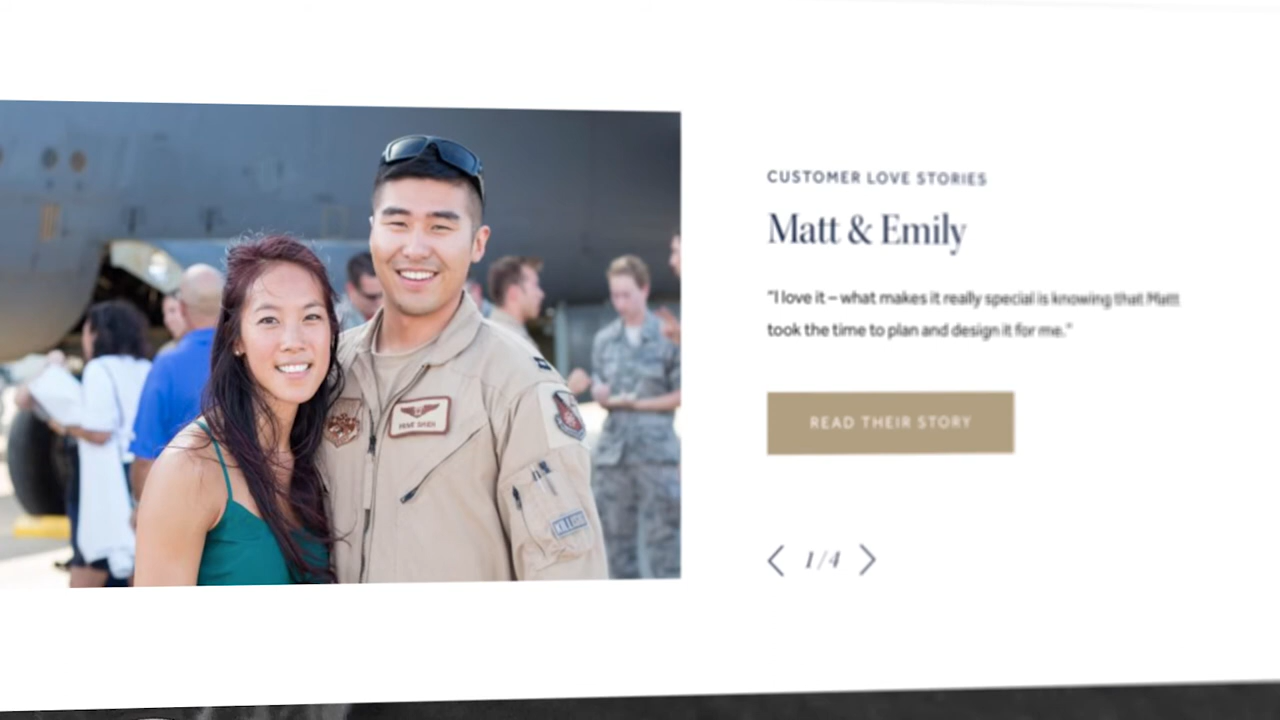 CUSTOMER LOVE STORIES
Matt & Emily
"I love it – what makes it really special is knowing that Matt
took the time to plan and design it for me."
READ THEIR STORY
1/4